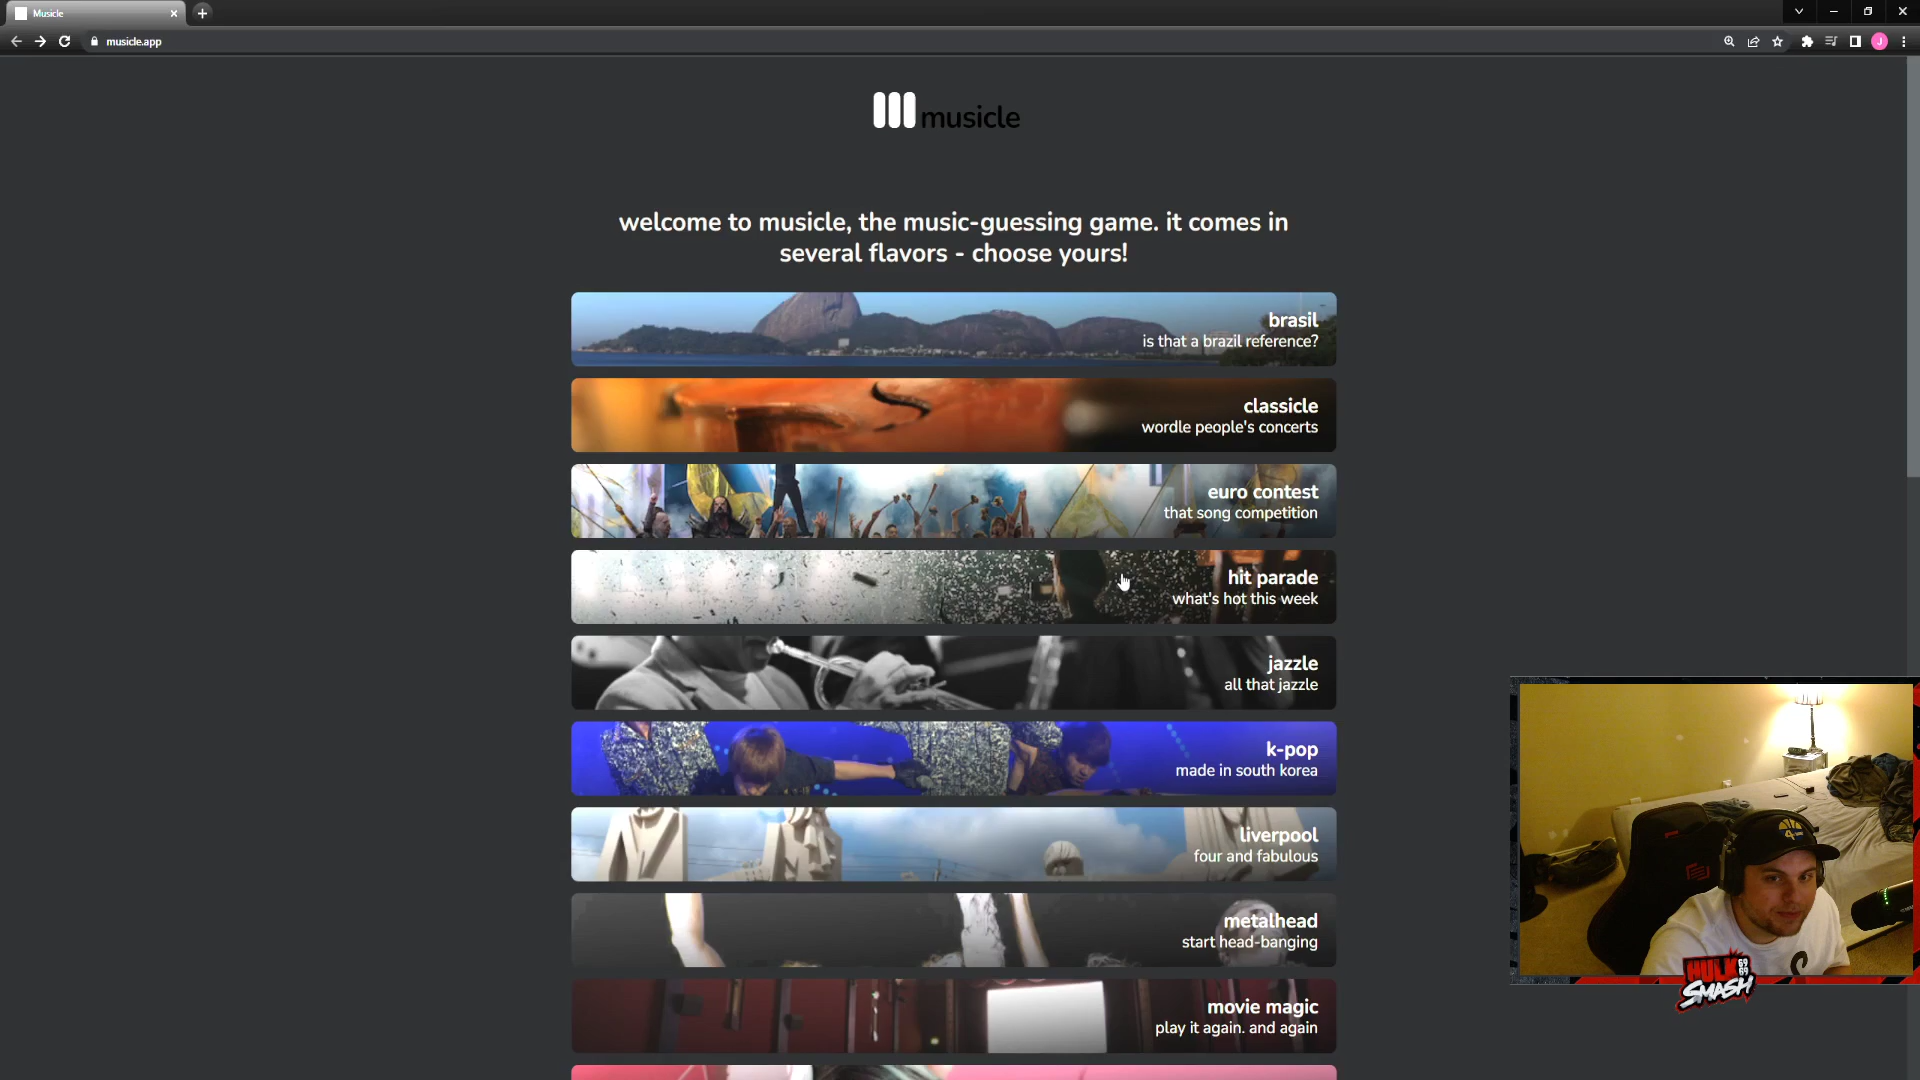 Musicle
musicle.app
J
musicle
welcome to musicle, the music-guessing game. it comes in
several flavors - choose yours!
brasil
is that a brazil reference?
classicle
wordle people's concerts
euro contest
that song competition
hit parade
what's hot this week
jazzle
all that jazzle
k-pop
made in south korea
liverpool
four and fabulous
metalhead
start head-banging
movie magic
play it again. and again
HULK
69
69
SMASH